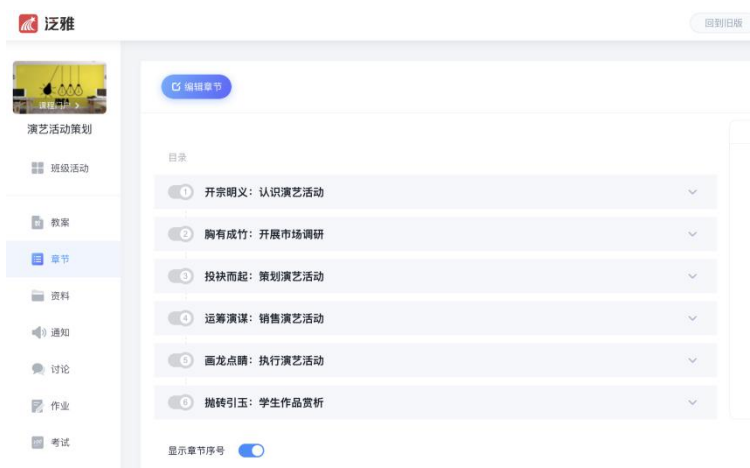 泛雅
回到旧版
课程门户 >
编辑章节
演艺活动策划
目录
班级活动
1 开宗明义：认识演艺活动
教案
2 胸有成竹：开展市场调研
章节
3 投袂而起：策划演艺活动
资料
4 运筹演谋：销售演艺活动
通知
5 画龙点睛：执行演艺活动
讨论
6 抛砖引玉：学生作品赏析
作业
考试
显示章节序号